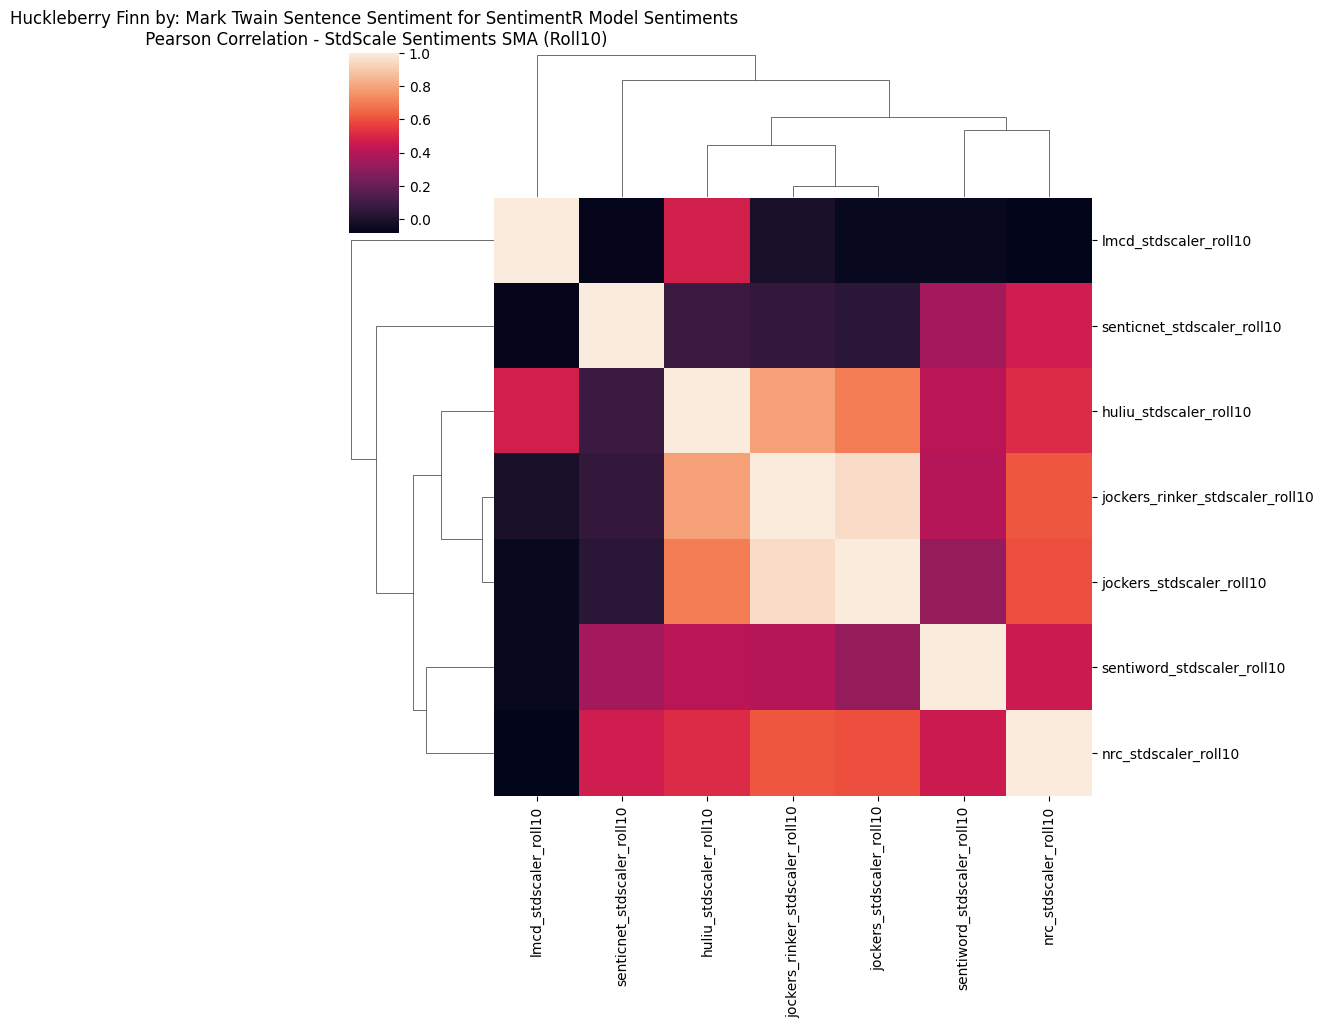 Huckleberry Finn by: Mark Twain Sentence Sentiment for SentimentR Model Sentiments
Pearson Correlation - StdScale Sentiments SMA (Roll10)
1.0
0.8
0.6
0.4
0.2
0.0
lmcd_stdscaler_roll10
senticnet_stdscaler_roll10
huliu_stdscaler_roll10
jockers_rinker_stdscaler_roll10
jockers_stdscaler_roll10
sentiword_stdscaler_roll10
nrc_stdscaler_roll10
lmcd_stdscaler_roll10
senticnet_stdscaler_roll10
huliu_stdscaler_roll10
jockers_rinker_stdscaler_roll10
jockers_stdscaler_roll10
sentiword_stdscaler_roll10
nrc_stdscaler_roll10